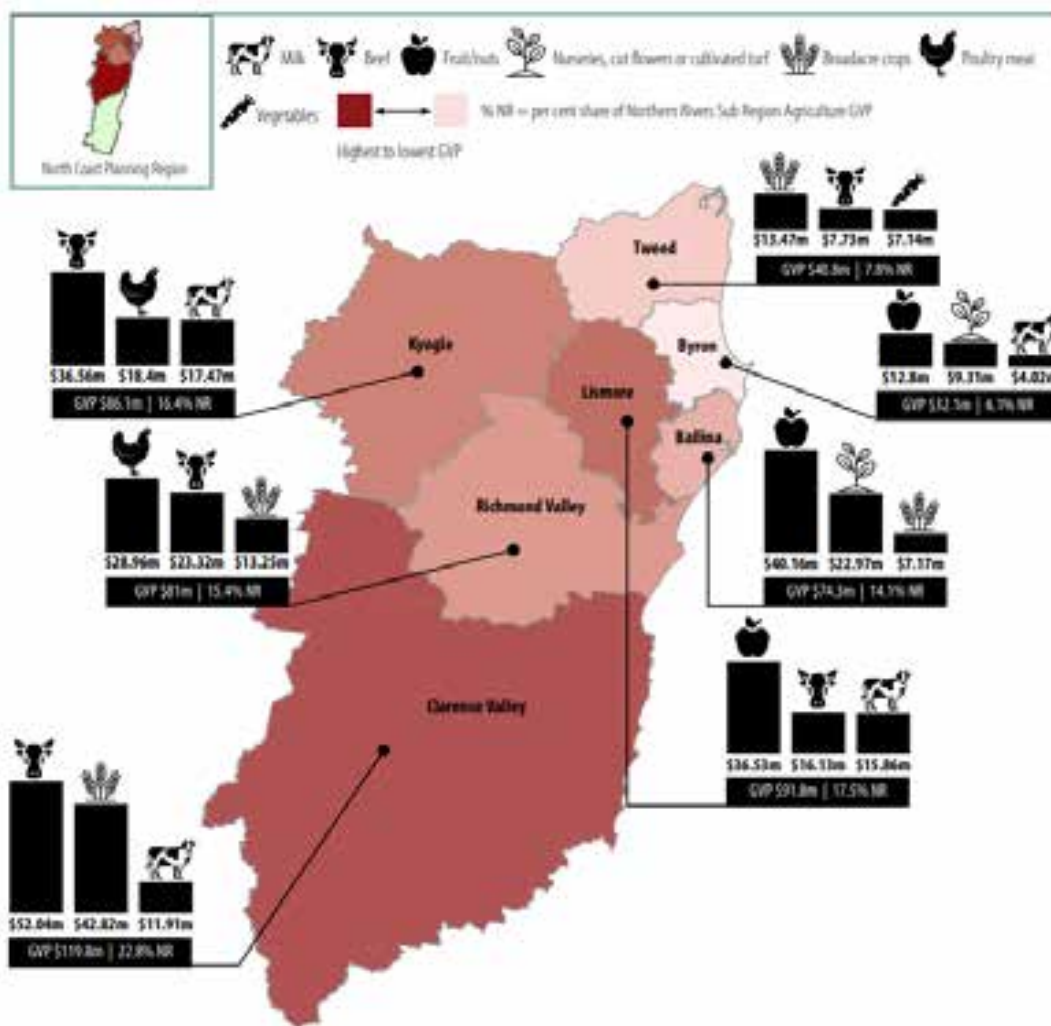 Milk
Beef
Fruit/nuts
Nurseries, cut flowers or cultivated turf
Broadacre crops
Poultry meat
Vegetables
% NR = per cent share of Northern Rivers Sub Region Agriculture GVP
Highest to lowest GVP
North Coast Planning Region
$13.47m $7.73m $7.14m
GVP $40.8m | 7.8% NR
Tweed
$36.56m $18.4m $17.47m
GVP $86.1m | 16.4% NR
Kyogle
Byron
$12.8m $9.31m $4.02m
GVP $32.1m | 6.1% NR
Lismore
Ballina
$28.96m $23.32m $13.25m
GVP $81m | 15.4% NR
Richmond Valley
$40.16m $22.97m $7.17m
GVP $74.3m | 14.1% NR
Clarence Valley
$36.53m $16.13m $15.86m
GVP $91.8m | 17.5% NR
$52.04m $42.82m $11.91m
GVP $119.8m | 22.8% NR